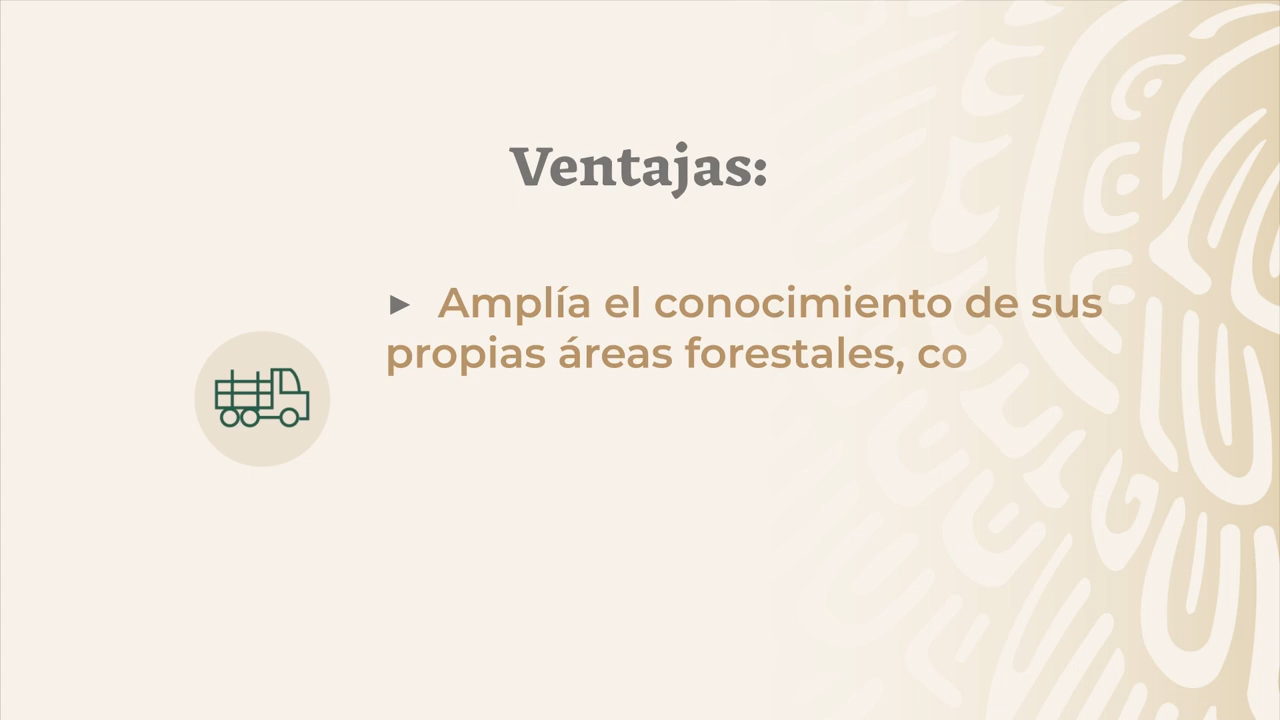 Ventajas:
► Amplía el conocimiento de sus
propias áreas forestales, co